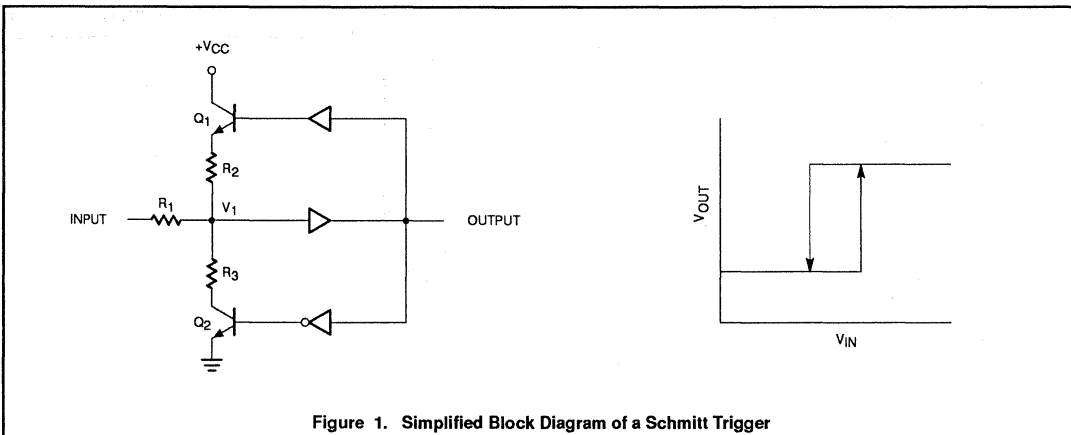 +VCC
Q1
R2
R1
INPUT
V1
OUTPUT
R3
Q2
VOUT
VIN
Figure 1. Simplified Block Diagram of a Schmitt Trigger